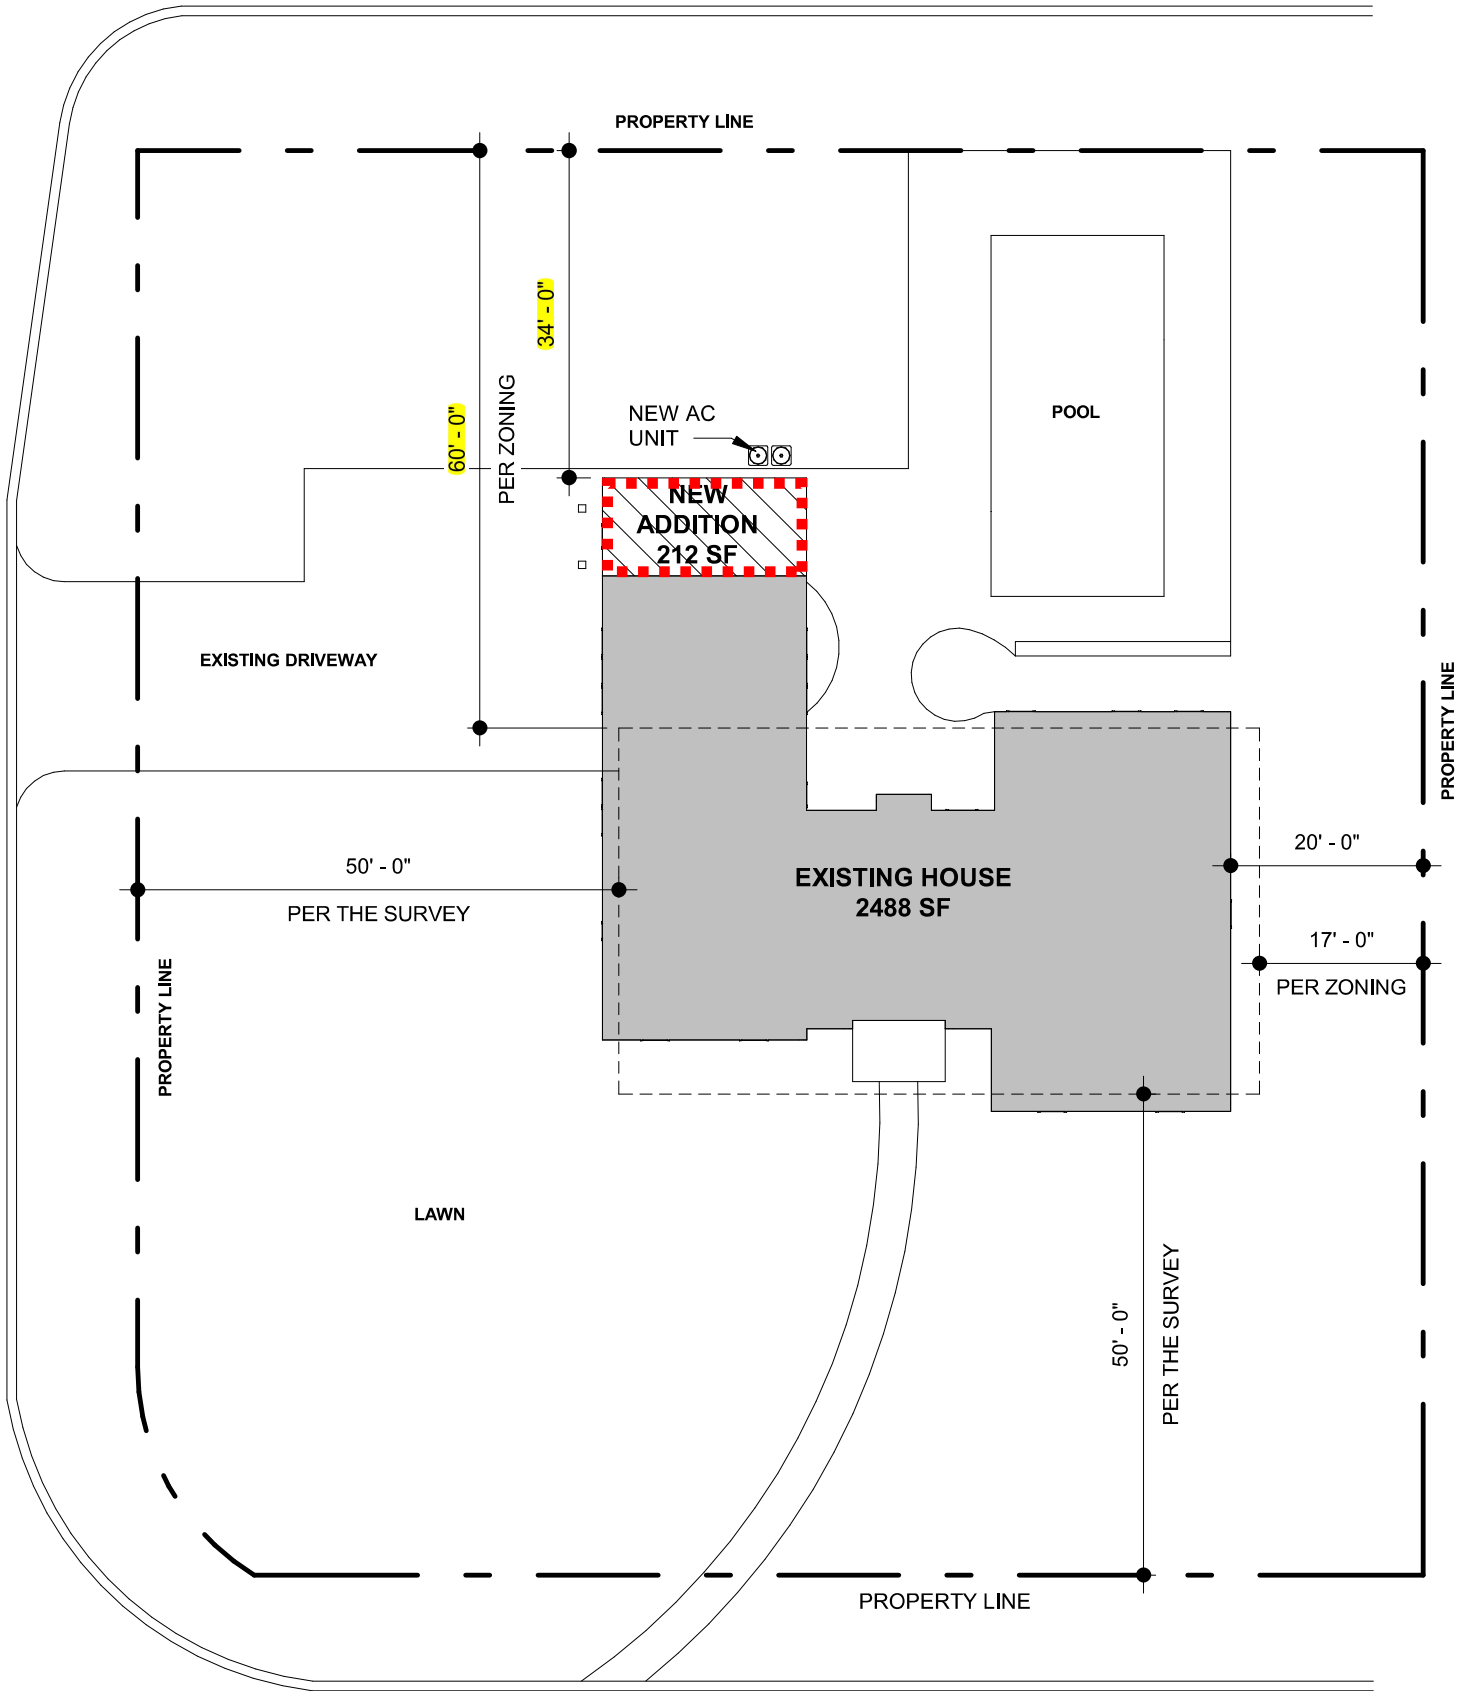 PROPERTY LINE
34' - 0"
60' - 0"
PER ZONING
NEW AC
UNIT
POOL
NEW
ADDITION
212 SF
EXISTING DRIVEWAY
PROPERTY LINE
50' - 0"
PER THE SURVEY
EXISTING HOUSE
2488 SF
20' - 0"
17' - 0"
PER ZONING
PROPERTY LINE
LAWN
50' - 0"
PER THE SURVEY
PROPERTY LINE